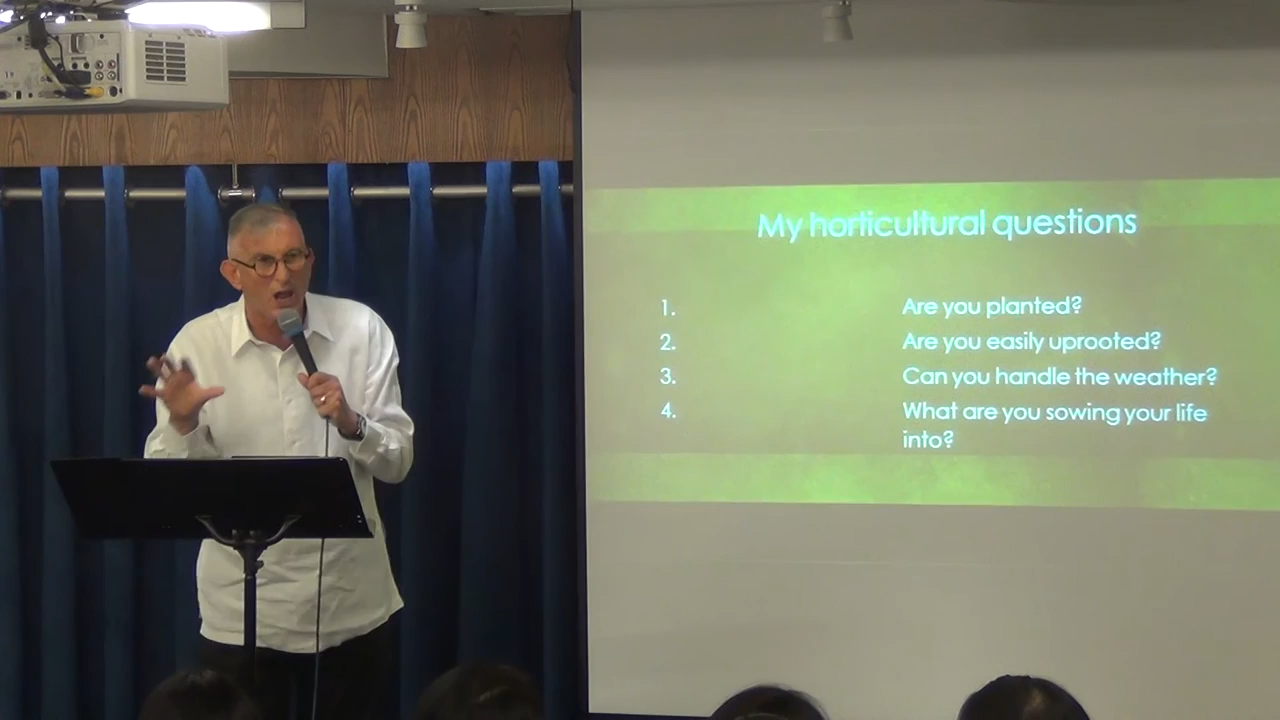 My horticultural questions
1. Are you planted?
2. Are you easily uprooted?
3. Can you handle the weather?
4. What are you sowing your life
into?